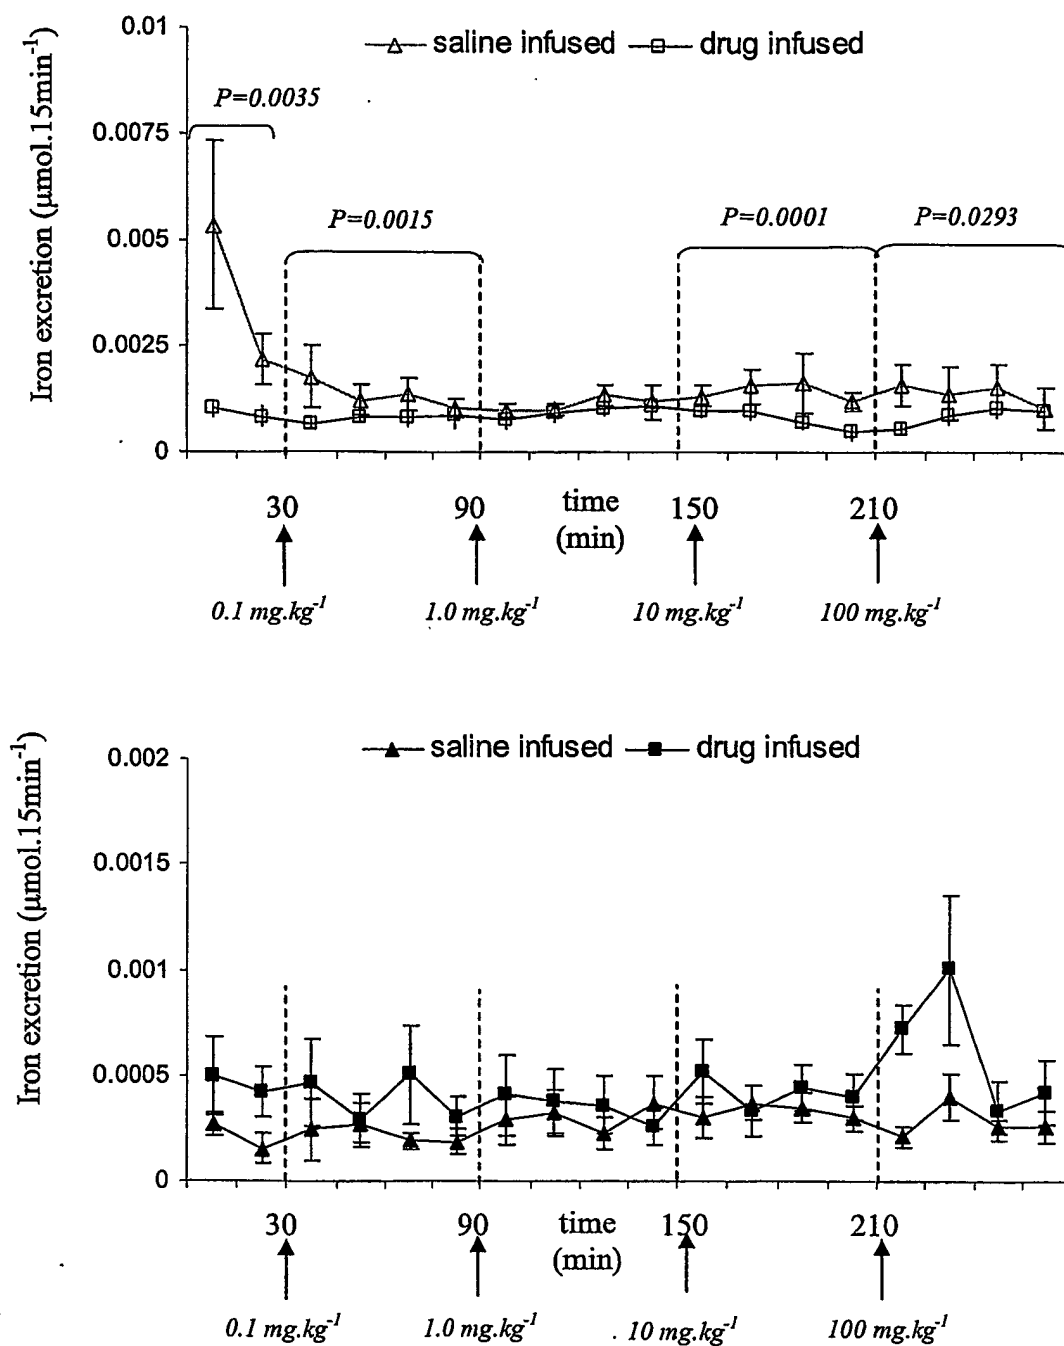 saline infused drug infused
Iron excretion (μmol.15min⁻¹)
0.01
0.0075
0.005
0.0025
0
P=0.0035
P=0.0015
P=0.0001
P=0.0293
30 90 time 150 210
(min)
0.1 mg.kg⁻¹ 1.0 mg.kg⁻¹ 10 mg.kg⁻¹ 100 mg.kg⁻¹
saline infused drug infused
Iron excretion (μmol.15min⁻¹)
0.002
0.0015
0.001
0.0005
0
30 90 time 150 210
(min)
0.1 mg.kg⁻¹ 1.0 mg.kg⁻¹ 10 mg.kg⁻¹ 100 mg.kg⁻¹